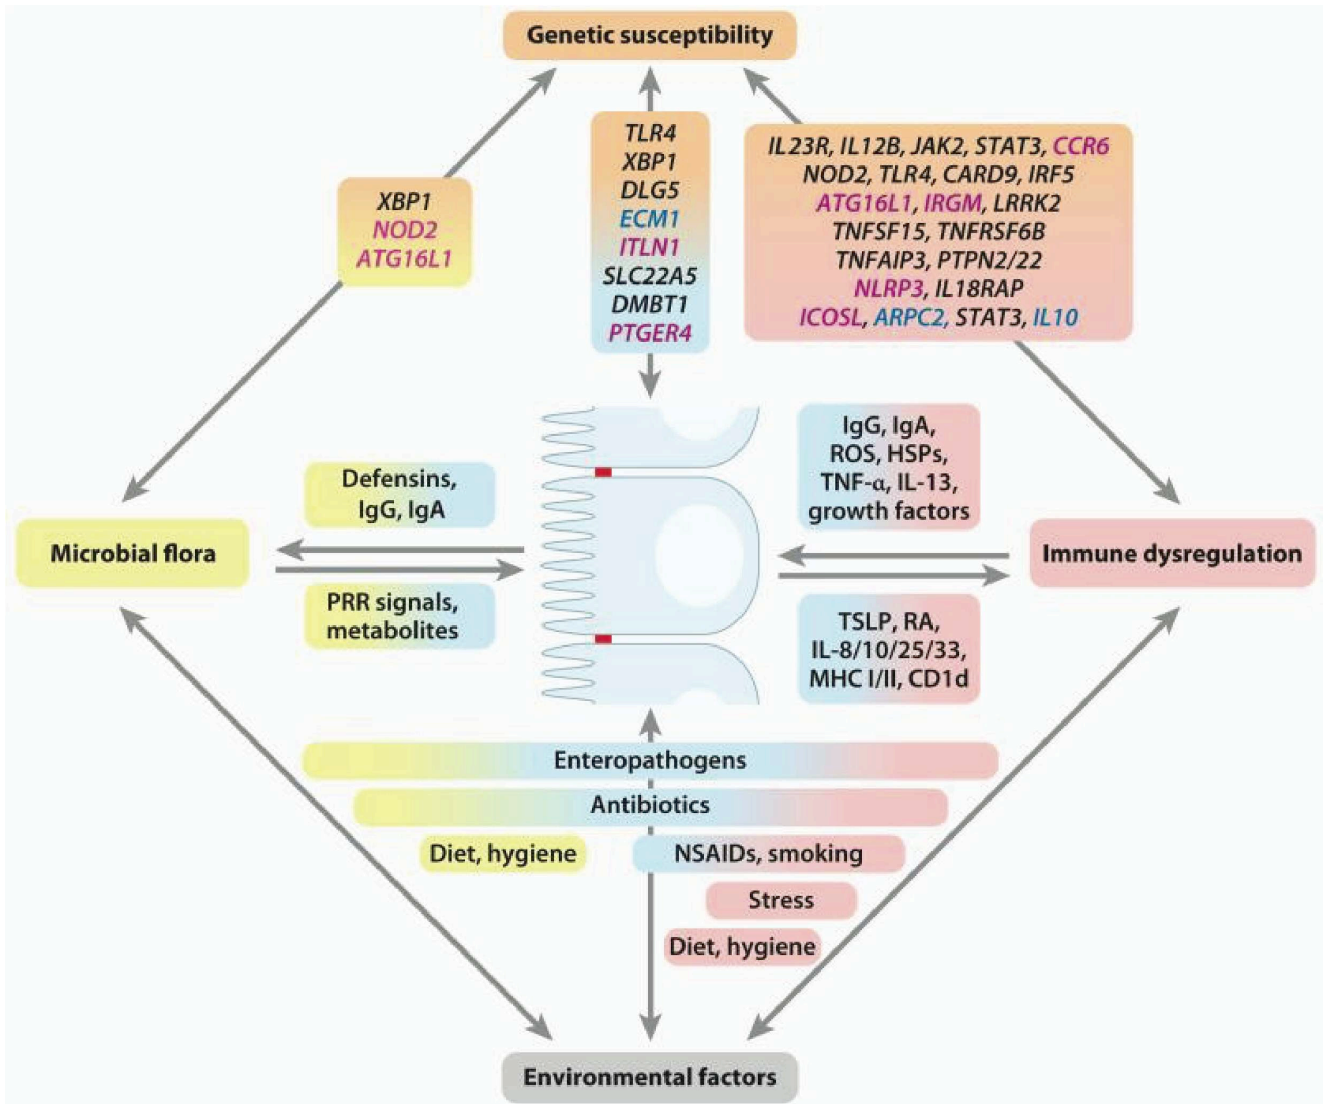 Genetic susceptibility
XBP1
NOD2
ATG16L1
TLR4
XBP1
DLG5
ECM1
ITLN1
SLC22A5
DMBT1
PTGER4
IL23R, IL12B, JAK2, STAT3, CCR6
NOD2, TLR4, CARD9, IRF5
ATG16L1, IRGM, LRRK2
TNFSF15, TNFRSF6B
TNFAIP3, PTPN2/22
NLRP3, IL18RAP
ICOSL, ARPC2, STAT3, IL10
Defensins,
IgG, IgA
IgG, IgA,
ROS, HSPs,
TNF-α, IL-13,
growth factors
Microbial flora
Immune dysregulation
PRR signals,
metabolites
TSLP, RA,
IL-8/10/25/33,
MHC I/II, CD1d
Enteropathogens
Antibiotics
Diet, hygiene
NSAIDs, smoking
Stress
Diet, hygiene
Environmental factors